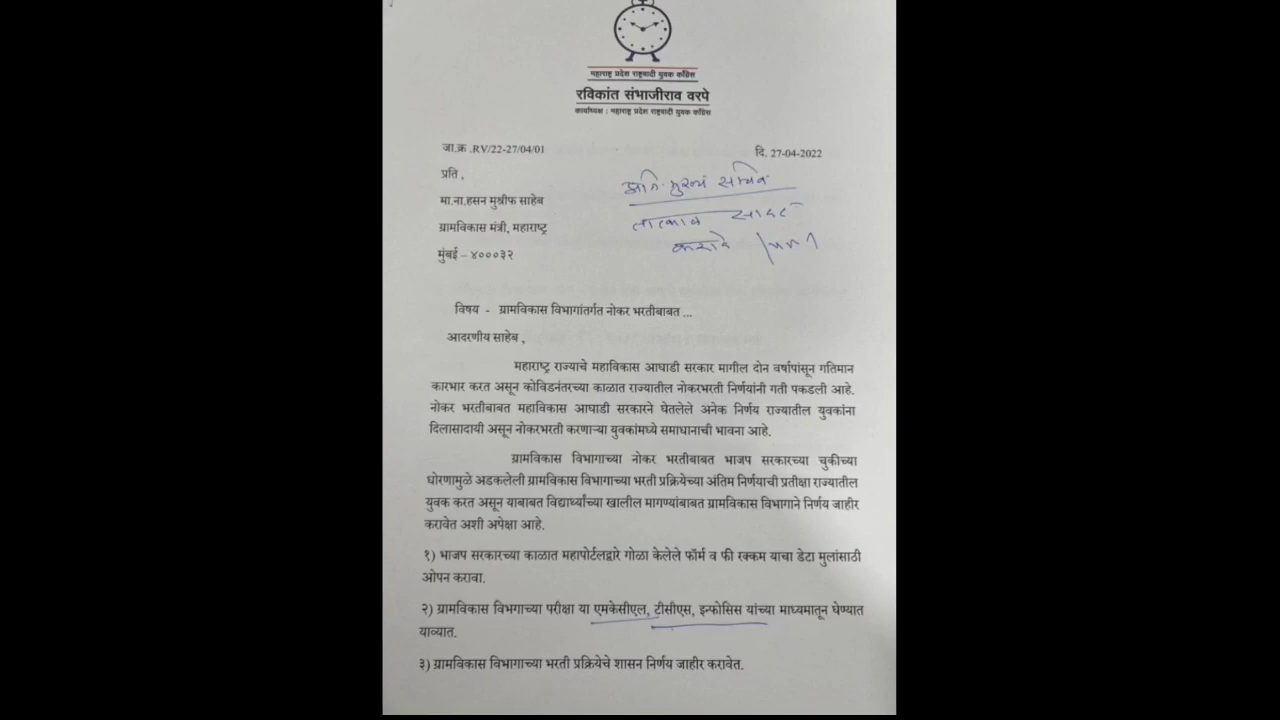 महाराष्ट्र प्रदेश राष्ट्रवादी युवक काँग्रेस
रविकांत संभाजीराव वरपे
कार्याध्यक्ष : महाराष्ट्र प्रदेश राष्ट्रवादी युवक काँग्रेस
जा.क्र .RV/22-27/04/01
दि. 27-04-2022
प्रति ,
मा.ना.हसन मुश्रीफ साहेब
ग्रामविकास मंत्री, महाराष्ट्र
मुंबई – ४०००३२
मुख्य सचिव
तात्काळ सादर
करावे
विषय - ग्रामविकास विभागांतर्गत नोकर भरतीबाबत ...
आदरणीय साहेब ,
महाराष्ट्र राज्याचे महाविकास आघाडी सरकार मागील दोन वर्षापासून गतिमान
कारभार करत असून कोविडनंतरच्या काळात राज्यातील नोकरभरती निर्णयांनी गती पकडली आहे.
नोकर भरतीबाबत महाविकास आघाडी सरकारने घेतलेले अनेक निर्णय राज्यातील युवकांना
दिलासादायी असून नोकरभरती करणाऱ्या युवकांमध्ये समाधानाची भावना आहे.
ग्रामविकास विभागाच्या नोकर भरतीबाबत भाजप सरकारच्या चुकीच्या
धोरणामुळे अडकलेली ग्रामविकास विभागाच्या भरती प्रक्रियेच्या अंतिम निर्णयाची प्रतीक्षा राज्यातील
युवक करत असून याबाबत विद्यार्थ्यांच्या खालील मागण्यांबाबत ग्रामविकास विभागाने निर्णय जाहीर
करावेत अशी अपेक्षा आहे.
१) भाजप सरकारच्या काळात महापोर्टलद्वारे गोळा केलेले फॉर्म व फी रक्कम याचा डेटा मुलांसाठी
ओपन करावा.
२) ग्रामविकास विभगाच्या परीक्षा या एमकेसीएल, टीसीएस, इन्फोसिस यांच्या माध्यमातून घेण्यात
याव्यात.
३) ग्रामविकास विभागाच्या भरती प्रक्रियेचे शासन निर्णय जाहीर करावेत.